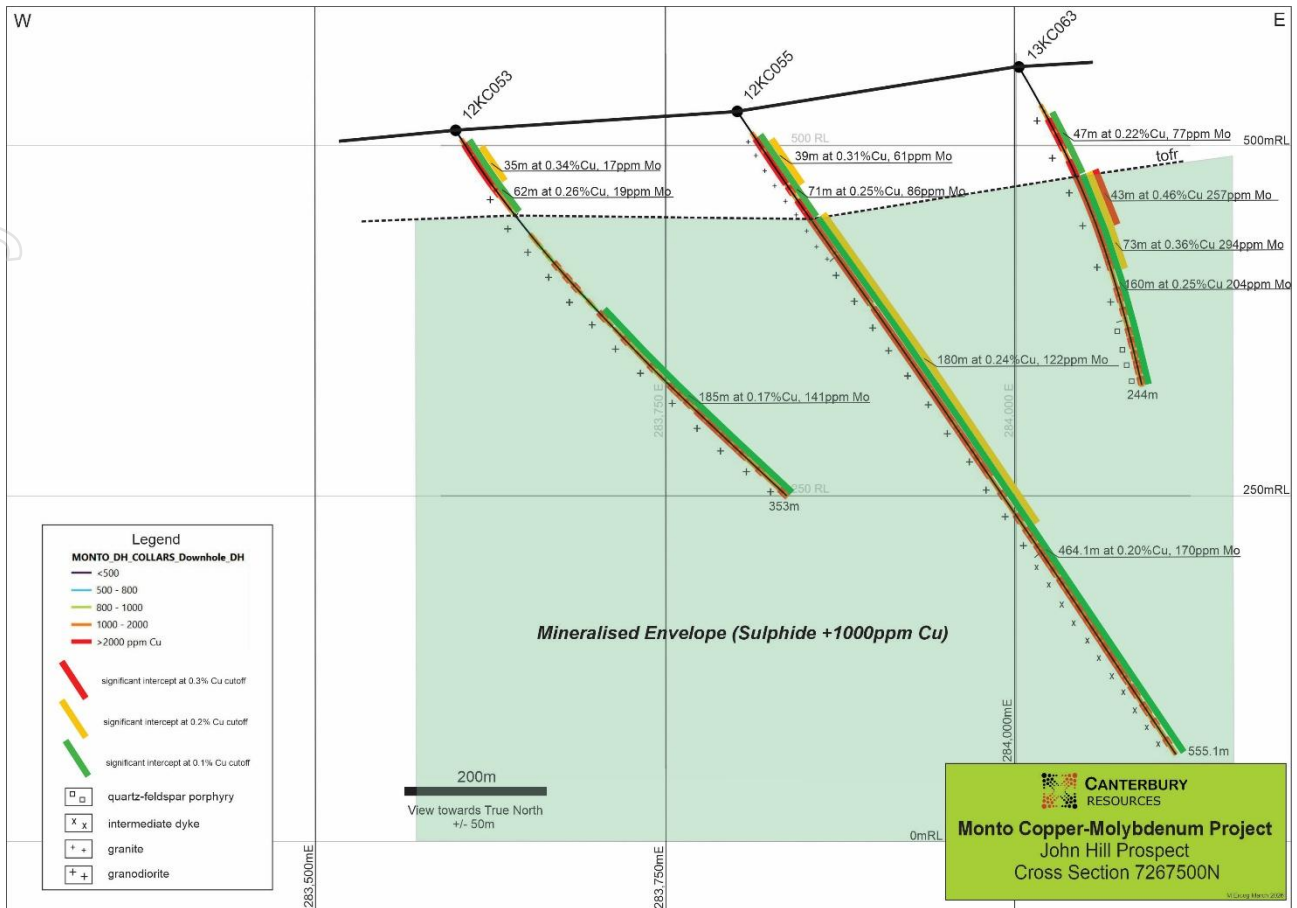 W
E
12KC053
12KC055
13KC063
500 RL
500mRL
47m at 0.22%Cu, 77ppm Mo
tofr
35m at 0.34%Cu, 17ppm Mo
39m at 0.31%Cu, 61ppm Mo
62m at 0.26%Cu, 19ppm Mo
71m at 0.25%Cu, 86ppm Mo
43m at 0.46%Cu 257ppm Mo
73m at 0.36%Cu 294ppm Mo
160m at 0.25%Cu 204ppm Mo
180m at 0.24%Cu, 122ppm Mo
244m
185m at 0.17%Cu, 141ppm Mo
283,750 E
284,000 E
250 RL
250mRL
353m
464.1m at 0.20%Cu, 170ppm Mo
Legend
MONTO_DH_COLLARS_Downhole_DH
<500
500 - 800
800 - 1000
1000 - 2000
>2000 ppm Cu
significant intercept at 0.3% Cu cutoff
significant intercept at 0.2% Cu cutoff
significant intercept at 0.1% Cu cutoff
quartz-feldspar porphyry
intermediate dyke
granite
granodiorite
Mineralised Envelope (Sulphide +1000ppm Cu)
555.1m
200m
View towards True North
+/- 50m
0mRL
283,500mE
283,750mE
284,000mE
CANTERBURY
RESOURCES
Monto Copper-Molybdenum Project
John Hill Prospect
Cross Section 7267500N